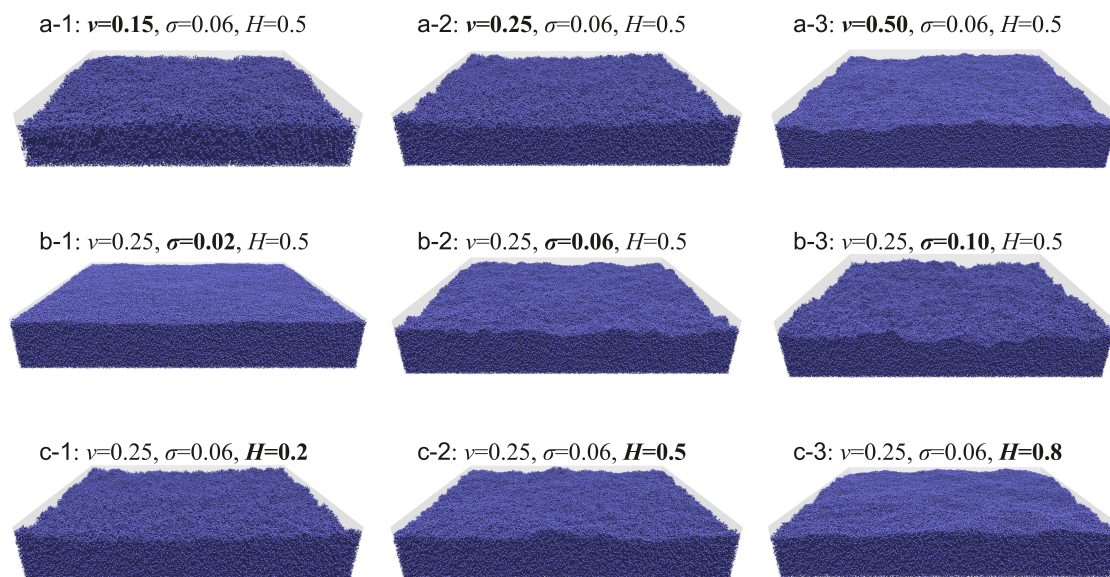 a-1: v=0.15, σ=0.06, H=0.5
a-2: v=0.25, σ=0.06, H=0.5
a-3: v=0.50, σ=0.06, H=0.5
b-1: v=0.25, σ=0.02, H=0.5
b-2: v=0.25, σ=0.06, H=0.5
b-3: v=0.25, σ=0.10, H=0.5
c-1: v=0.25, σ=0.06, H=0.2
c-2: v=0.25, σ=0.06, H=0.5
c-3: v=0.25, σ=0.06, H=0.8